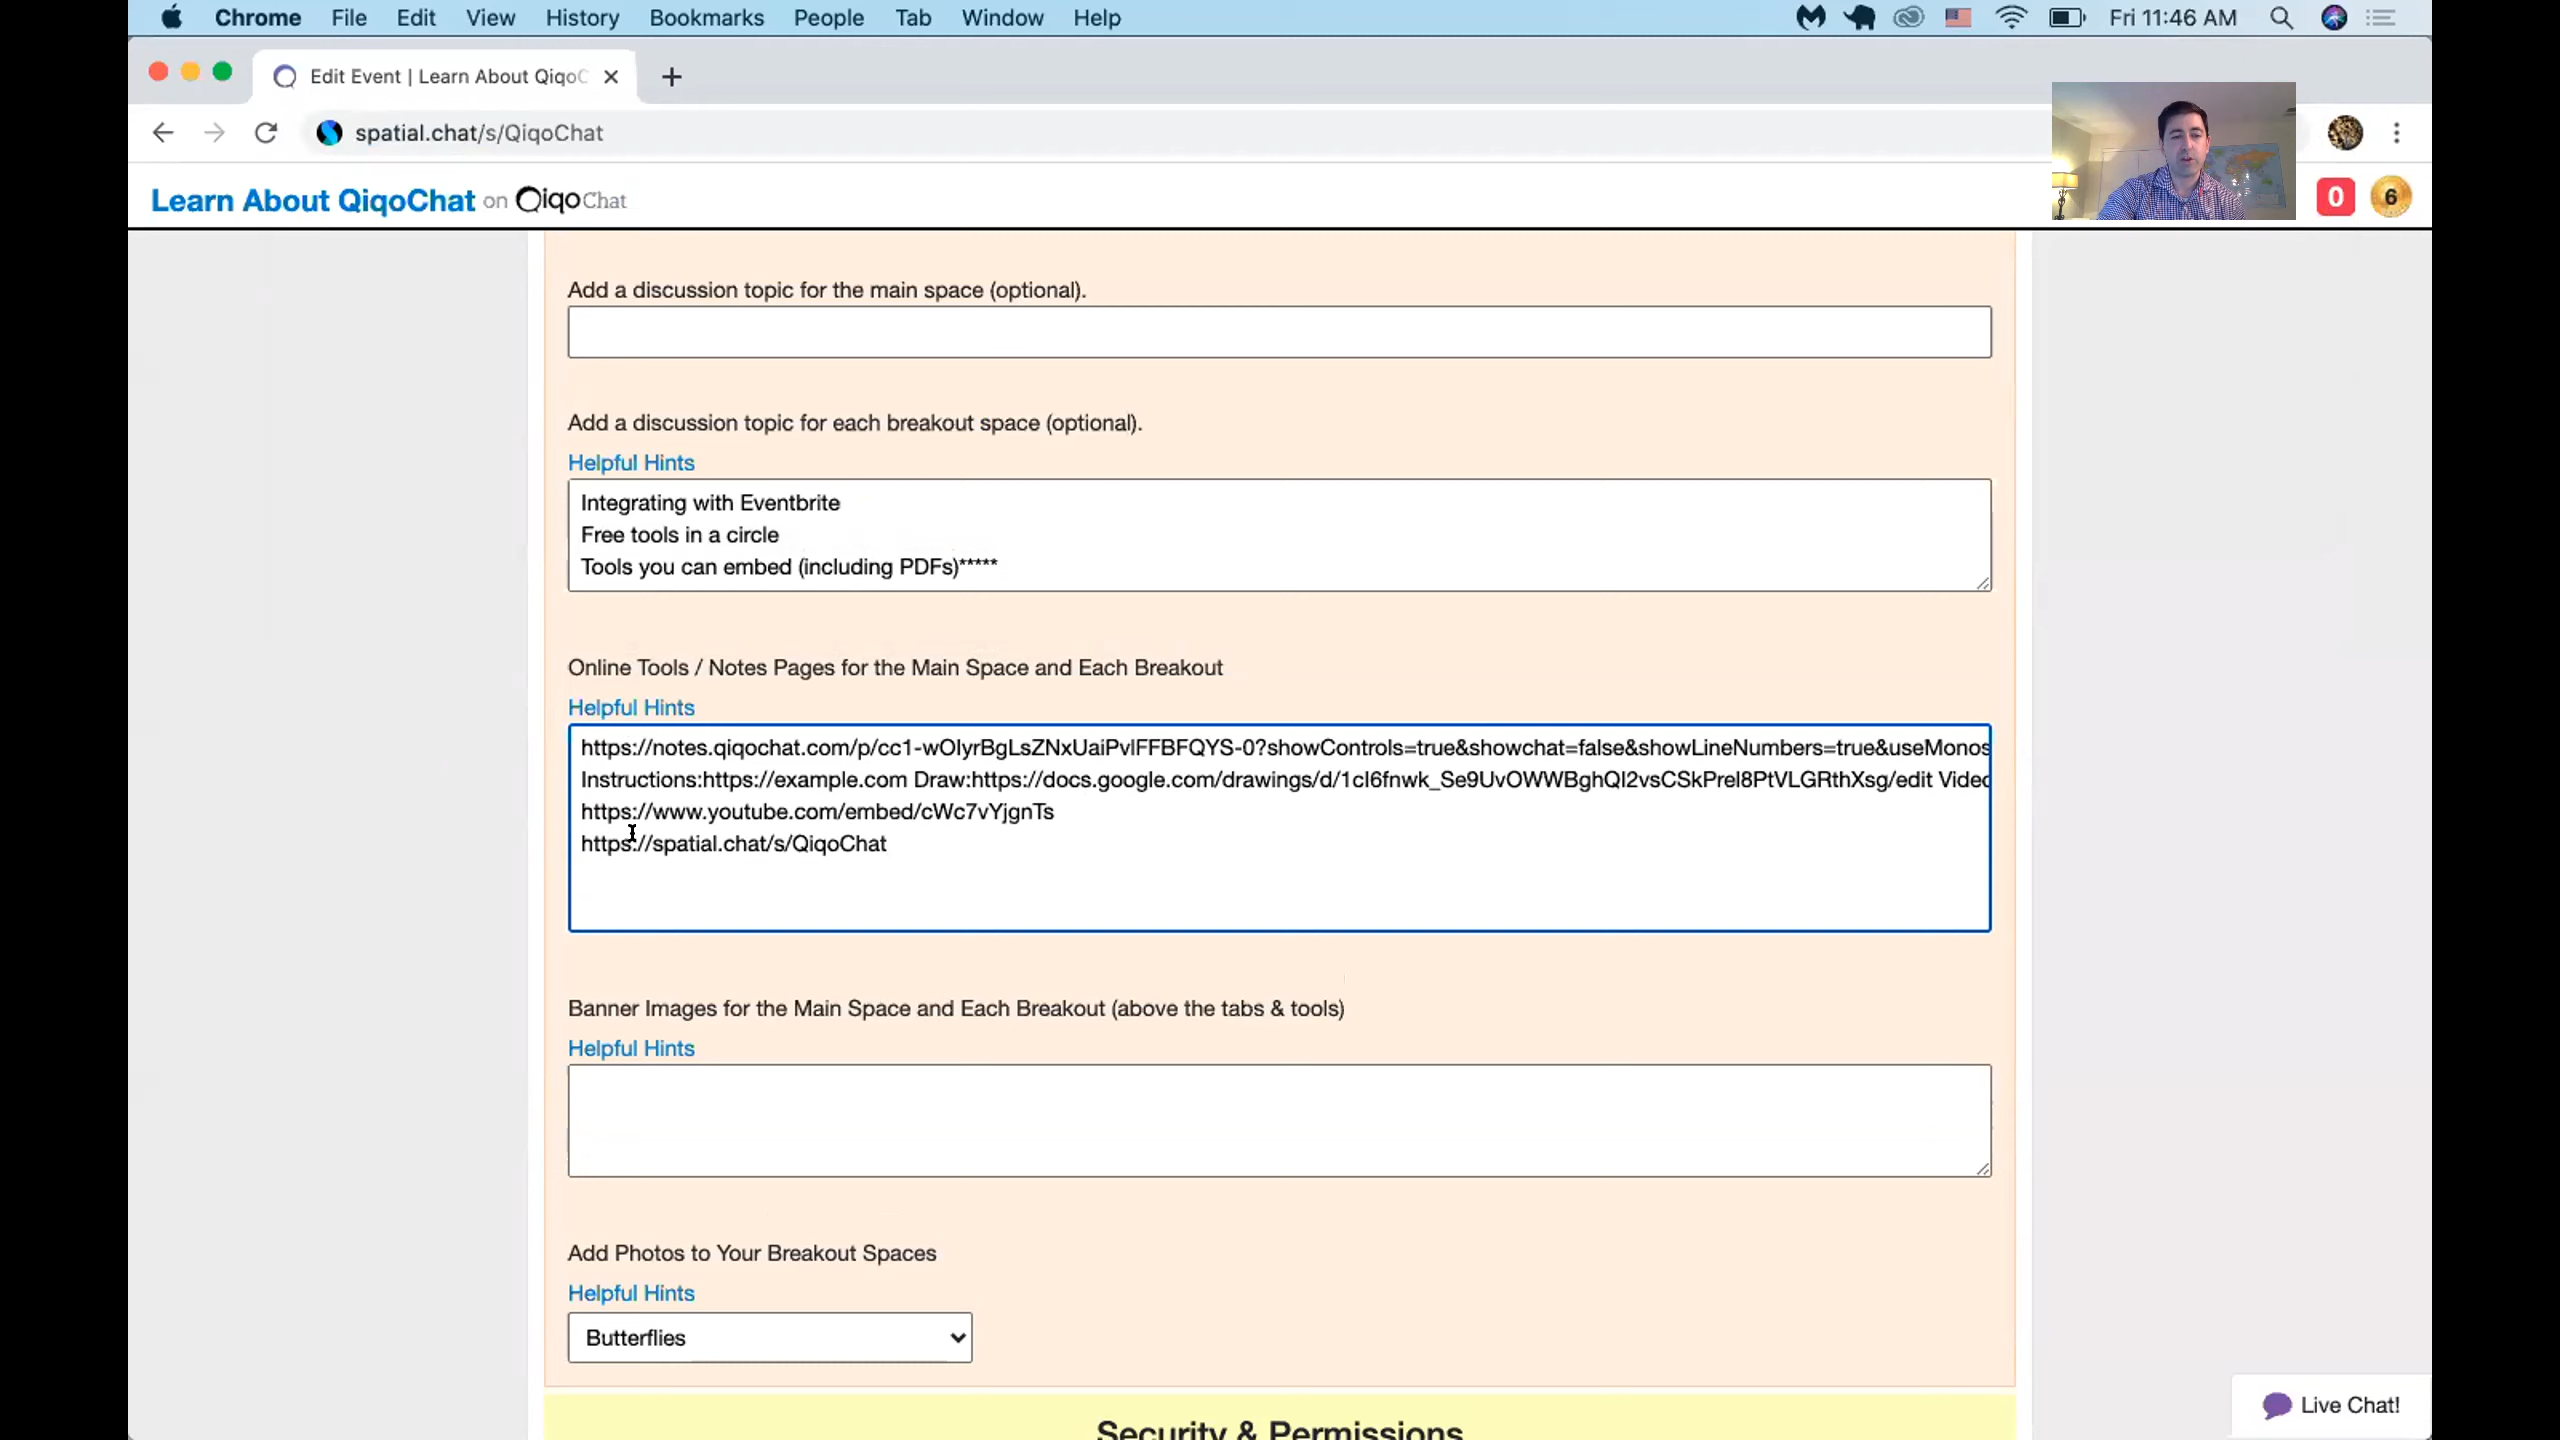 Chrome File Edit View History Bookmarks People Tab Window Help
Fri 11:46 AM
Edit Event | Learn About QiqoC
spatial.chat/s/QiqoChat
Learn About QiqoChat on QiqoChat
0
6
Add a discussion topic for the main space (optional).
Add a discussion topic for each breakout space (optional).
Helpful Hints
Integrating with Eventbrite
Free tools in a circle
Tools you can embed (including PDFs)*****
Online Tools / Notes Pages for the Main Space and Each Breakout
Helpful Hints
https://notes.qiqochat.com/p/cc1-wOIyrBgLsZNxUaiPvlFFBFQYS-0?showControls=true&showchat=false&showLineNumbers=true&useMonos
Instructions:https://example.com Draw:https://docs.google.com/drawings/d/1cI6fnwk_Se9UvOWWBghQI2vsCSkPreI8PtVLGRthXsg/edit Video
https://www.youtube.com/embed/cWc7vYjgnTs
https://spatial.chat/s/QiqoChat
Banner Images for the Main Space and Each Breakout (above the tabs & tools)
Helpful Hints
Add Photos to Your Breakout Spaces
Helpful Hints
Butterflies
Security & Permissions
Live Chat!